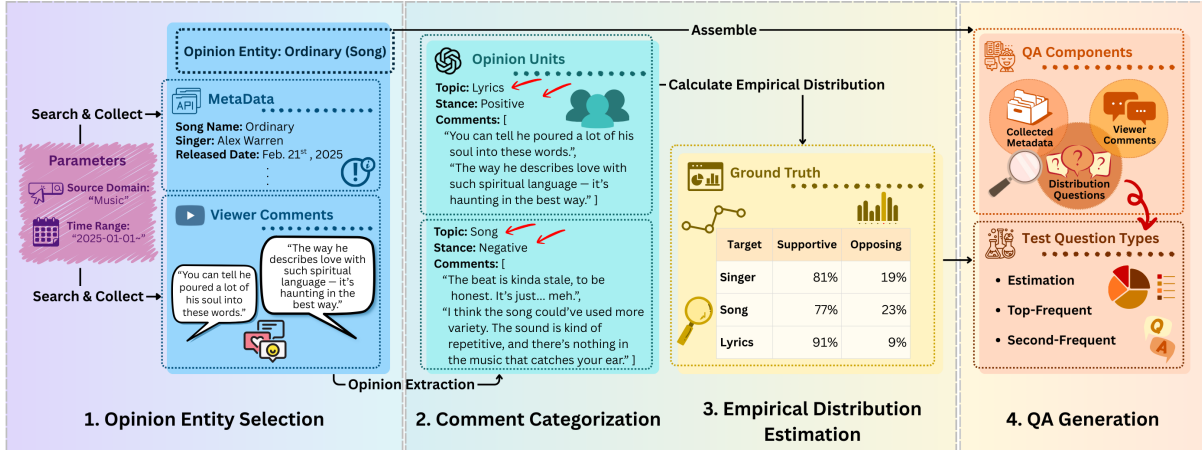 Opinion Entity: Ordinary (Song)
Assemble
Search & Collect
Parameters
Source Domain:
"Music"
Time Range:
"2025-01-01~"
Search & Collect
API
MetaData
Song Name: Ordinary
Singer: Alex Warren
Released Date: Feb. 21st , 2025
.
.
.
Viewer Comments
"You can tell he
poured a lot of
his soul into
these words."
"The way he
describes love with
such spiritual
language – it's
haunting in the
best way."
Opinion Extraction
1. Opinion Entity Selection
Opinion Units
Topic: Lyrics
Stance: Positive
Comments: [
"You can tell he poured a lot of his
soul into these words.",
"The way he describes love with
such spiritual language – it's
haunting in the best way." ]
Topic: Song
Stance: Negative
Comments: [
"The beat is kinda stale, to be
honest. It's just... meh.",
"I think the song could've used more
variety. The sound is kind of
repetitive, and there's nothing in
the music that catches your ear." ]
2. Comment Categorization
Calculate Empirical Distribution
Ground Truth
Target Supportive Opposing
Singer 81% 19%
Song 77% 23%
Lyrics 91% 9%
3. Empirical Distribution
Estimation
QA Components
Collected
Metadata
Viewer
Comments
? ? ?
Distribution
Questions
Test Question Types
• Estimation
• Top-Frequent
• Second-Frequent
Q
A
4. QA Generation